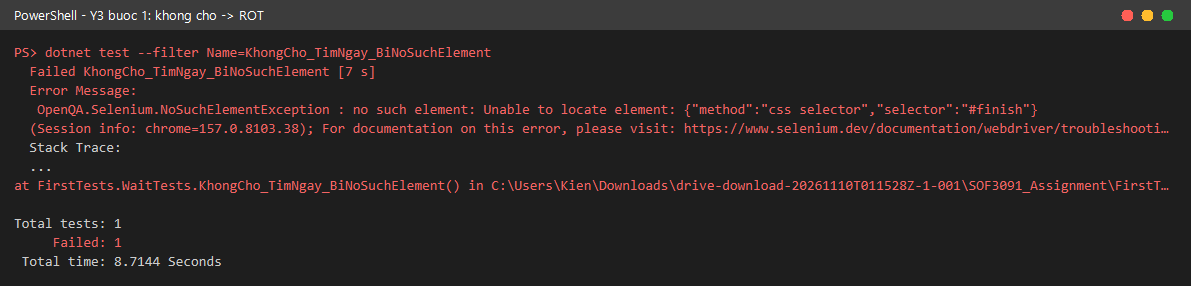 PowerShell - Y3 buoc 1: khong cho -> ROT
PS> dotnet test --filter Name=KhongCho_TimNgay_BiNoSuchElement
Failed KhongCho_TimNgay_BiNoSuchElement [7 s]
Error Message:
OpenQA.Selenium.NoSuchElementException : no such element: Unable to locate element: {"method":"css selector","selector":"#finish"}
(Session info: chrome=157.0.8103.38); For documentation on this error, please visit: https://www.selenium.dev/documentation/webdriver/troubleshooti…
Stack Trace:
...
at FirstTests.WaitTests.KhongCho_TimNgay_BiNoSuchElement() in C:\Users\Kien\Downloads\drive-download-20261110T011528Z-1-001\SOF3091_Assignment\FirstT…
Total tests: 1
Failed: 1
Total time: 8.7144 Seconds